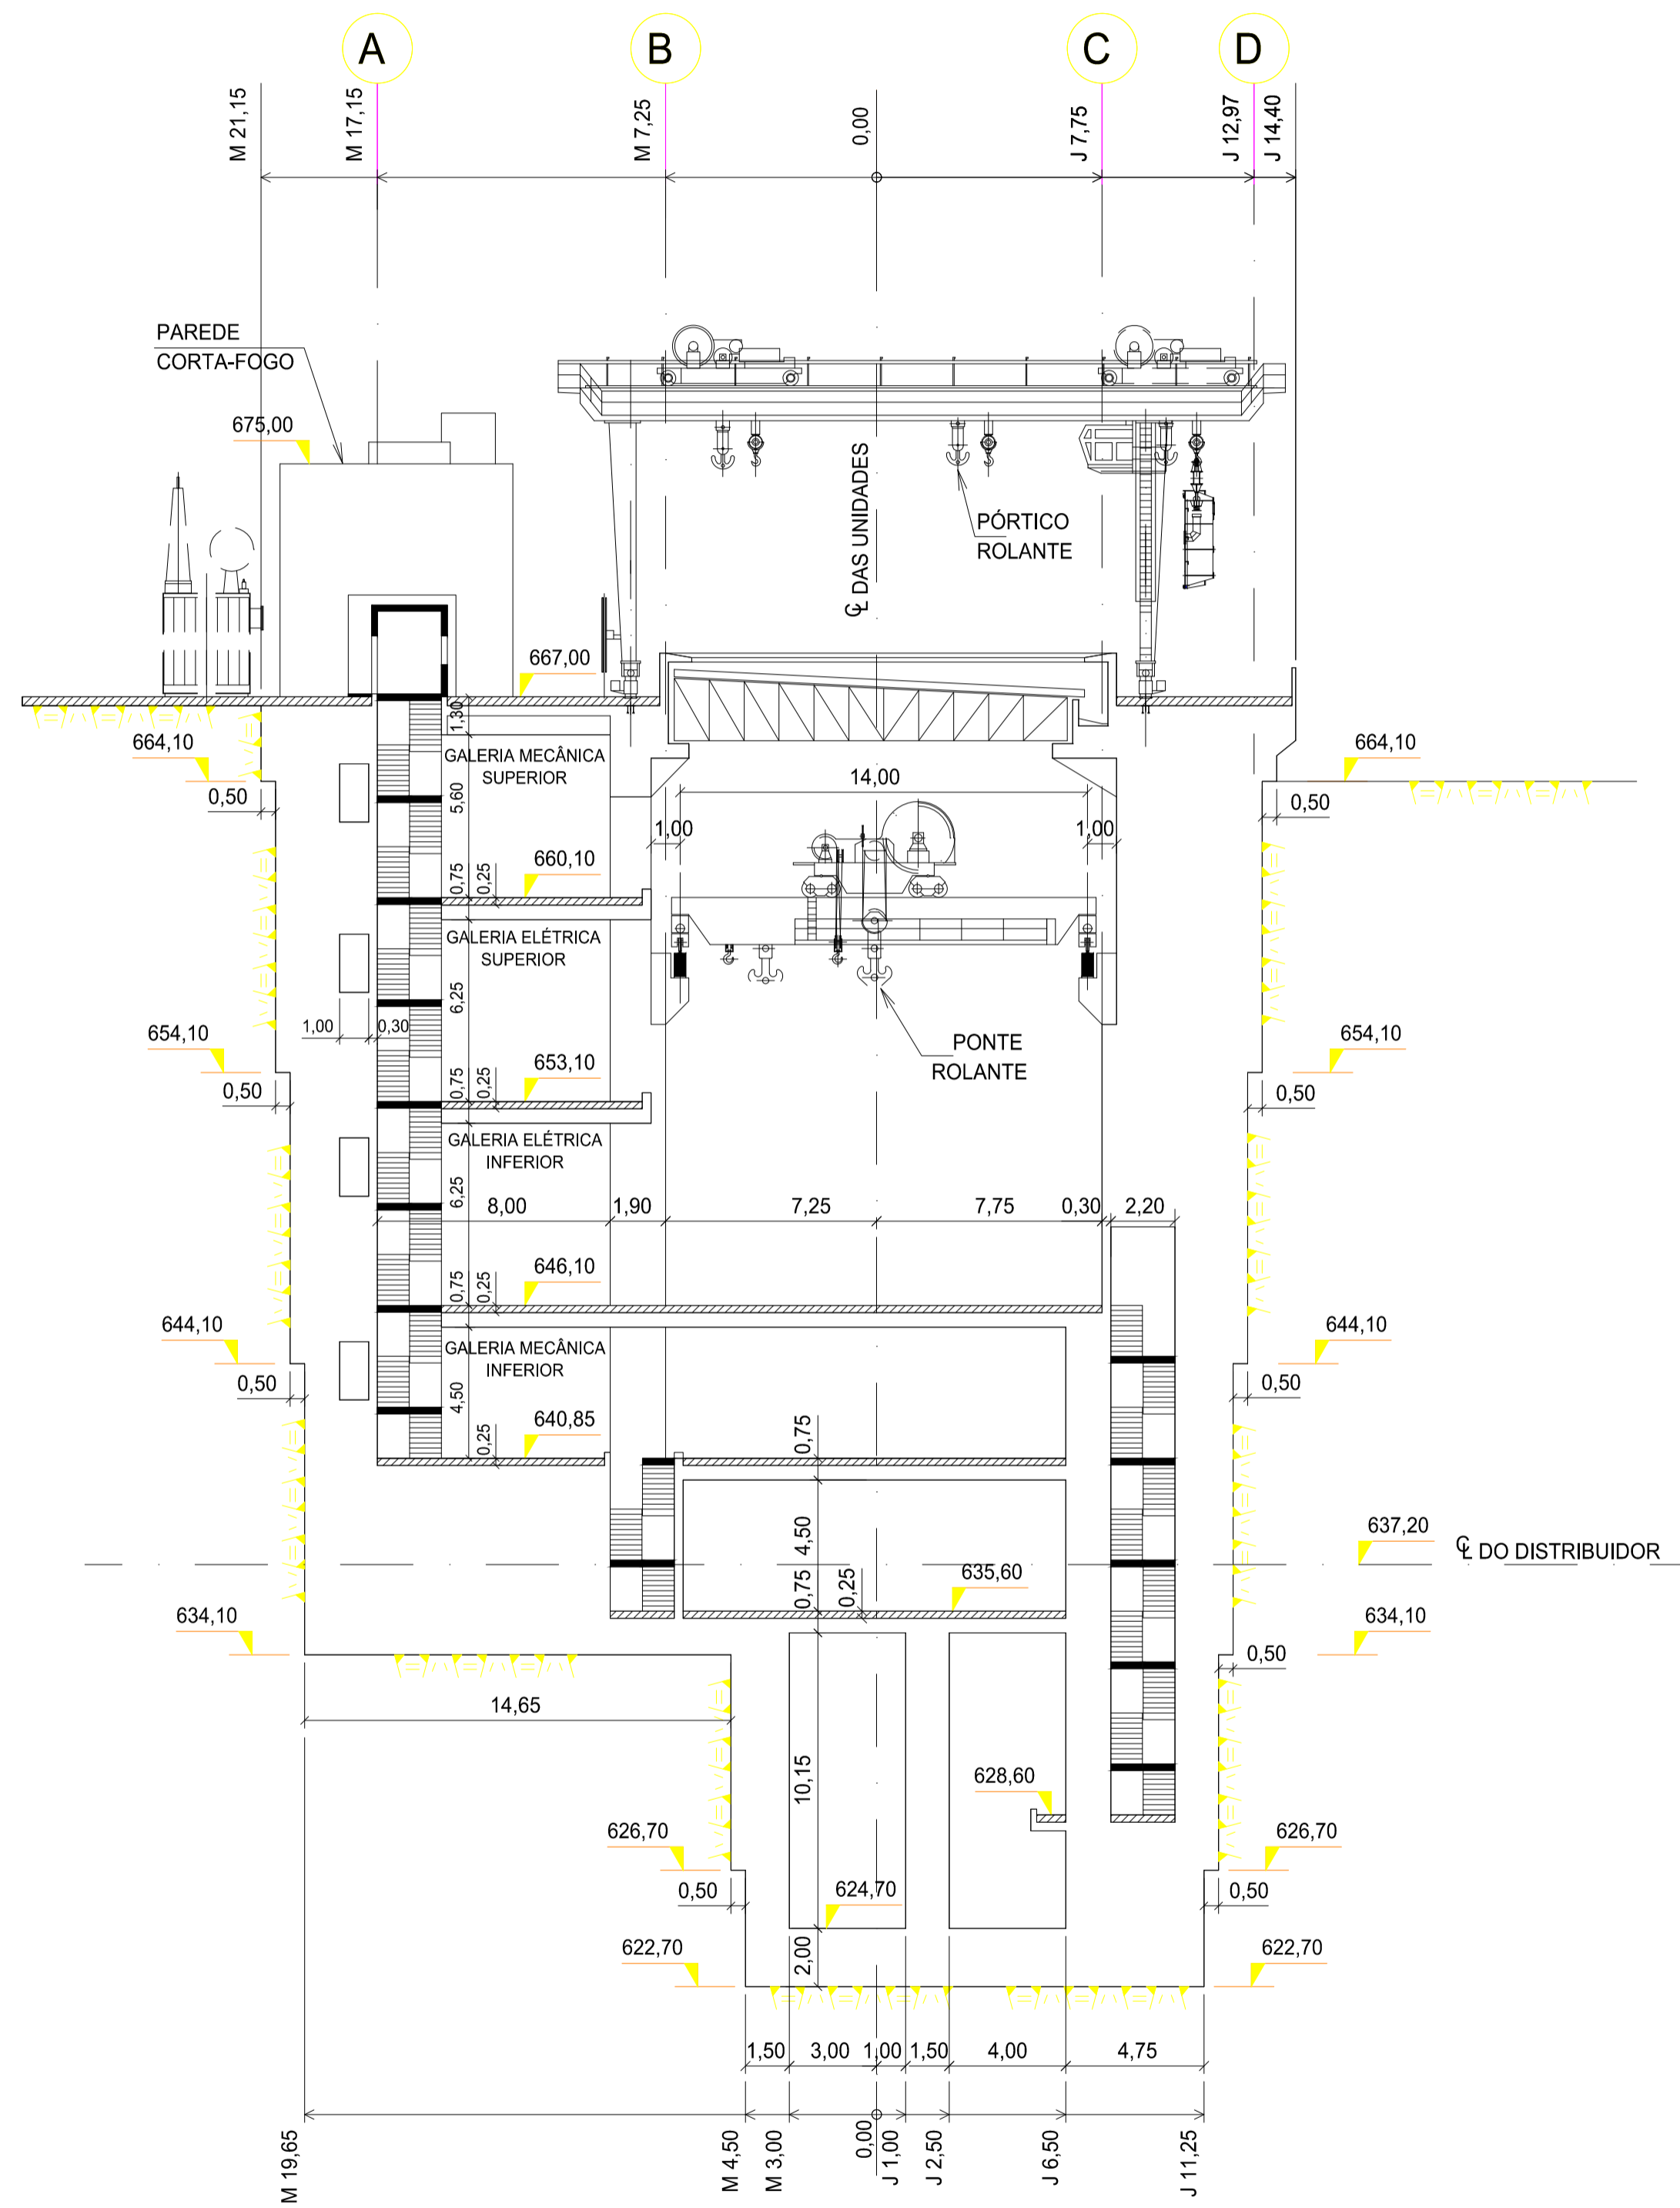 A
B
C
D
M 21,15
M 17,15
M 7,25
0,00
J 7,75
J 12,97
J 14,40
PAREDE
CORTA-FOGO
675,00
℄ DAS UNIDADES
PÓRTICO
ROLANTE
667,00
1,30
664,10
GALERIA MECÂNICA
SUPERIOR
14,00
664,10
0,50
5,60
1,00
1,00
0,50
660,10
0,75
0,25
GALERIA ELÉTRICA
SUPERIOR
6,25
1,00
0,30
654,10
PONTE
ROLANTE
654,10
653,10
0,50
0,75
0,25
0,50
GALERIA ELÉTRICA
INFERIOR
6,25
8,00
1,90
7,25
7,75
0,30
2,20
646,10
0,75
0,25
644,10
GALERIA MECÂNICA
INFERIOR
644,10
0,50
4,50
0,50
640,85
0,25
0,75
637,20
℄ DO DISTRIBUIDOR
4,50
635,60
0,75
0,25
634,10
634,10
0,50
14,65
10,15
628,60
626,70
626,70
0,50
624,70
0,50
622,70
2,00
622,70
1,50
3,00
1,00
1,50
4,00
4,75
M 19,65
M 4,50
M 3,00
0,00
J 1,00
J 2,50
J 6,50
J 11,25